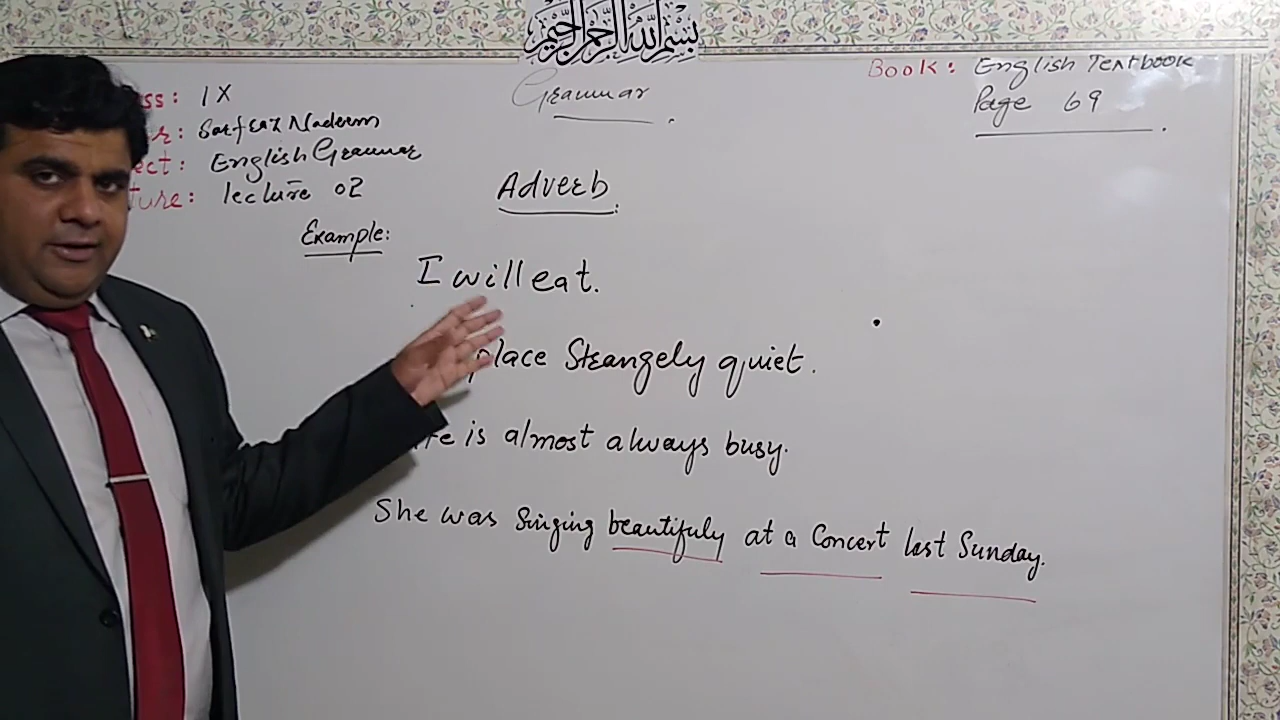 بسم الله الرحمن الرحيم
Grammar
Book: English Textbook
Page 69
ss: IX
r: Sarfraz Nadeem
ect: English Grammar
ture: lecture 02
Adverb
Example:
I will eat.
place Strangely quiet.
is almost always busy.
She was Singing beautifuly at a Concert last Sunday.